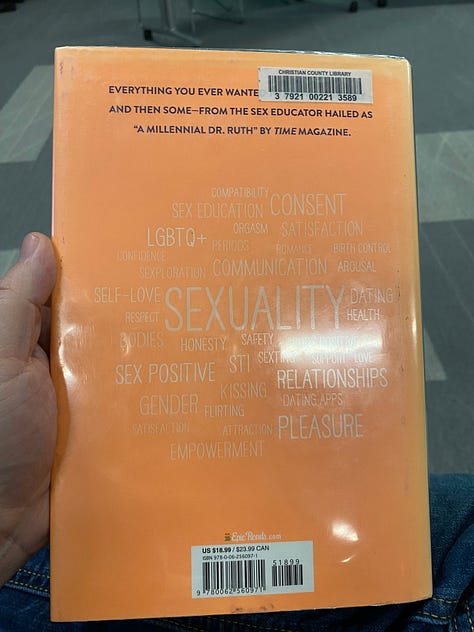 CHRISTIAN COUNTY LIBRARY
3 7921 00221 3589
EVERYTHING YOU EVER WANTE
AND THEN SOME—FROM THE SEX EDUCATOR HAILED AS
"A MILLENNIAL DR. RUTH" BY TIME MAGAZINE.
COMPATIBILITY
SEX EDUCATION CONSENT
LGBTQ+ ORGASM SATISFACTION
PERIODS ROMANCE BIRTH CONTROL
CONFIDENCE
SEXPLORATION COMMUNICATION AROUSAL
SELF-LOVE SEXUALITY DATING
RESPECT HEALTH
BODIES HONESTY SAFETY
STI SEXTING SUPPORT LOVE
SEX POSITIVE RELATIONSHIPS
KISSING DATING APPS
GENDER FLIRTING
SATISFACTION ATTRACTION PLEASURE
EMPOWERMENT
EpicReads.com
US $18.99 / $23.99 CAN
ISBN 978-0-06-256097-1
51899
9 780062 560971